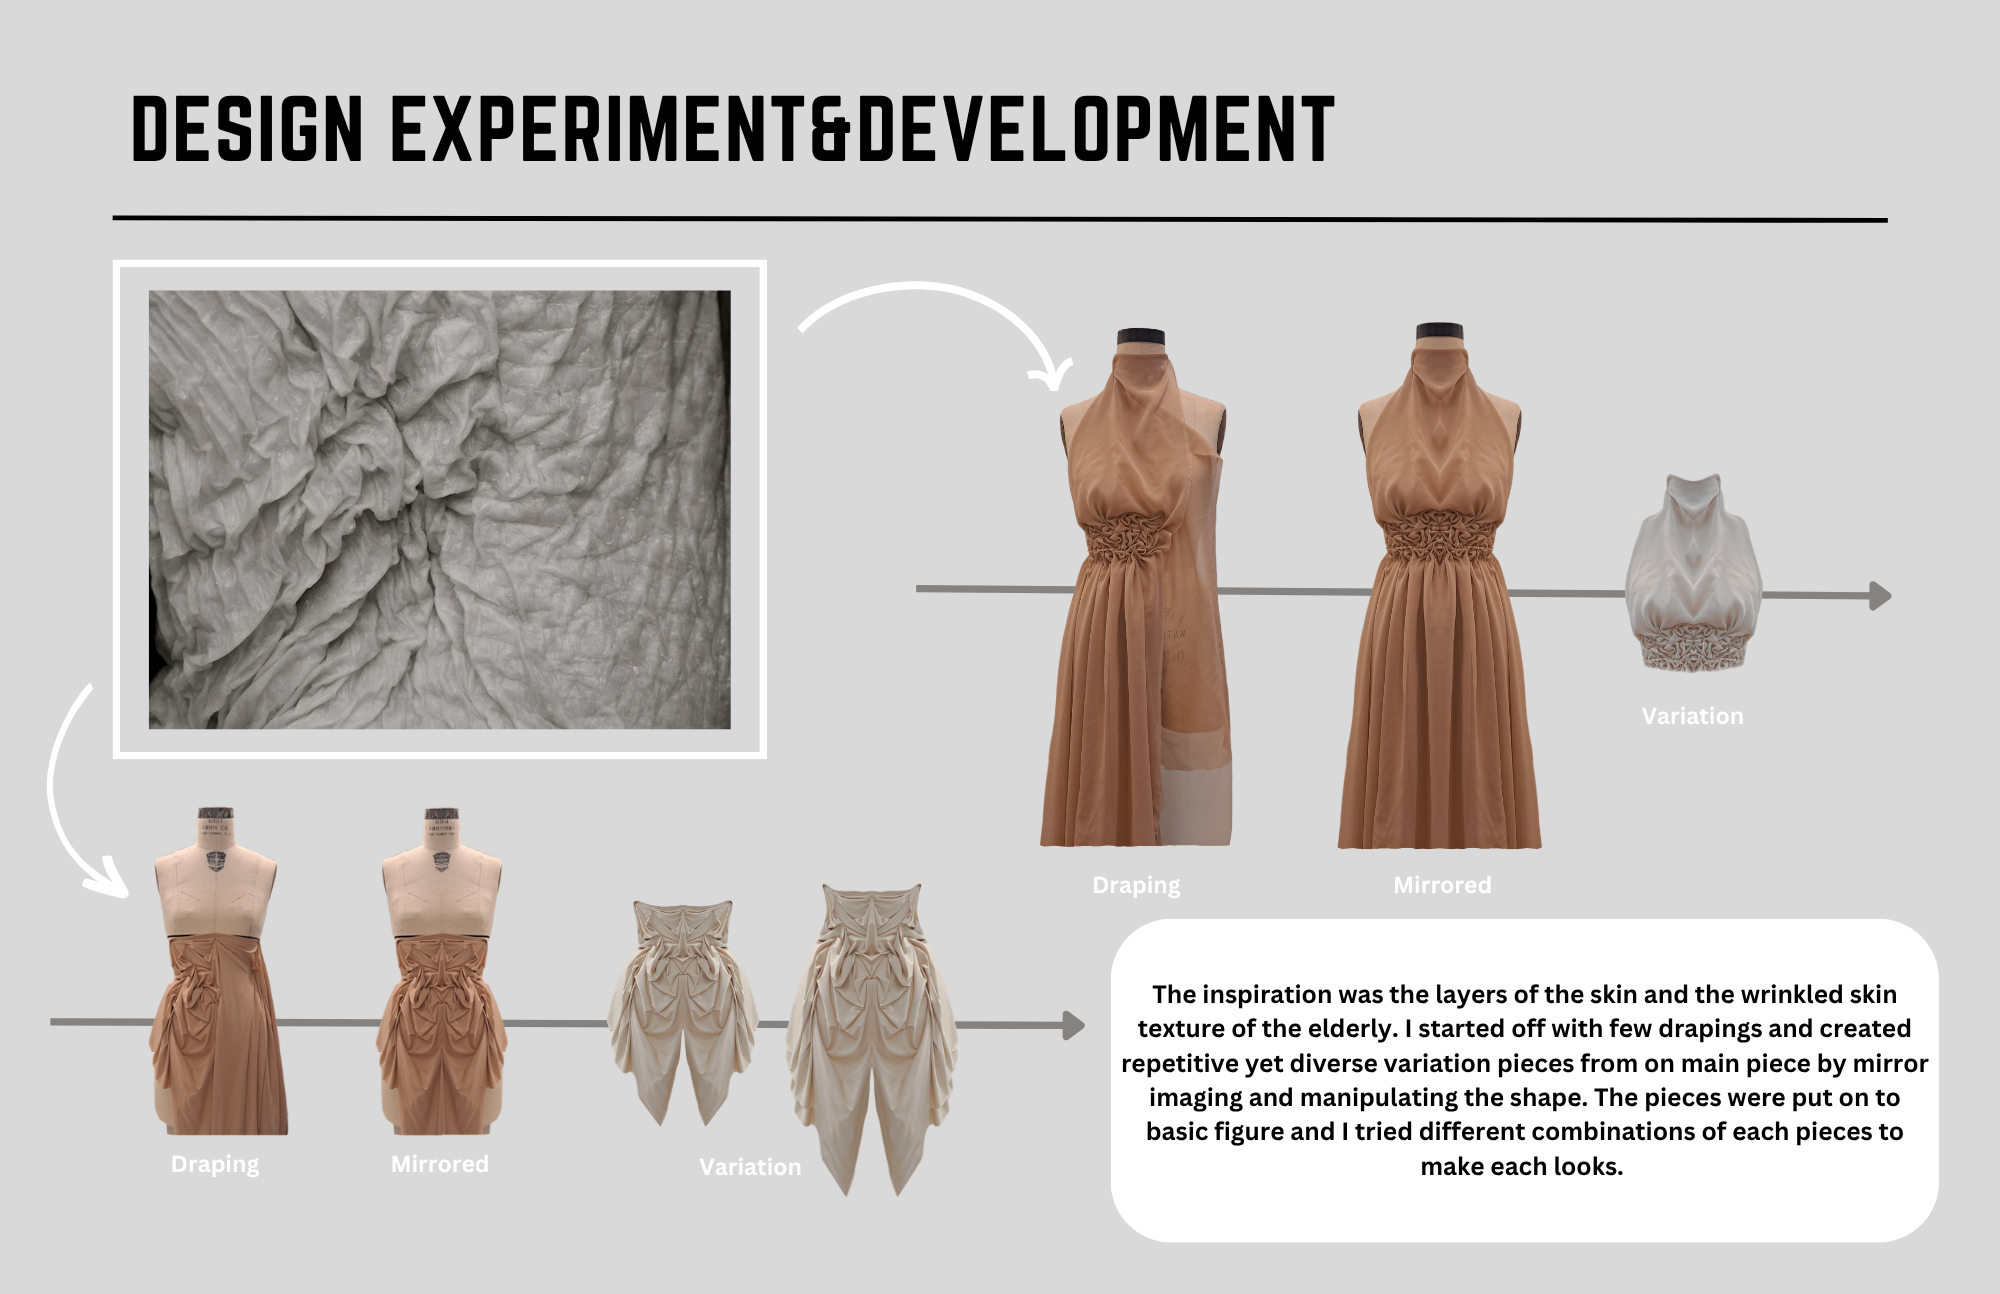 DESIGN EXPERIMENT&DEVELOPMENT
Variation
Draping
Mirrored
The inspiration was the layers of the skin and the wrinkled skin
texture of the elderly. I started off with few drapings and created
repetitive yet diverse variation pieces from on main piece by mirror
imaging and manipulating the shape. The pieces were put on to
basic figure and I tried different combinations of each pieces to
make each looks.
Draping
Mirrored
Variation